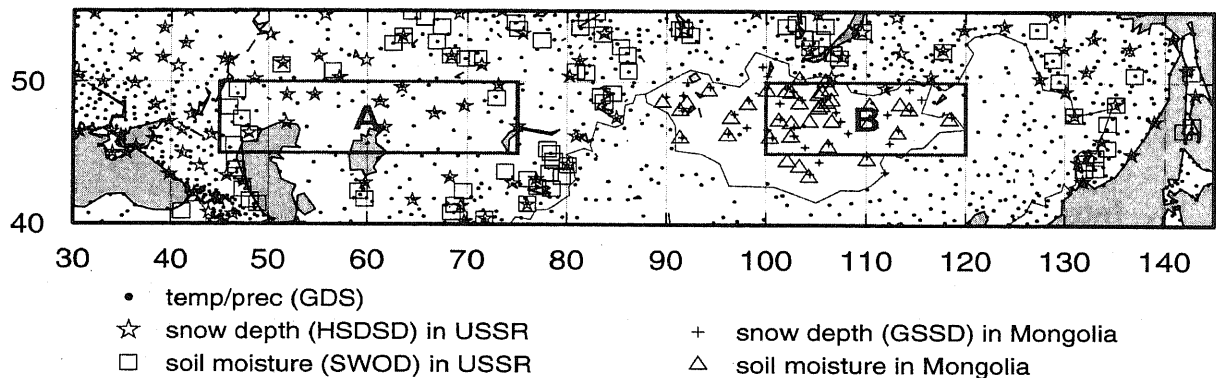 50
A
B
40
30 40 50 60 70 80 90 100 110 120 130 140
temp/prec (GDS)
snow depth (HSDSD) in USSR
snow depth (GSSD) in Mongolia
soil moisture (SWOD) in USSR
soil moisture in Mongolia